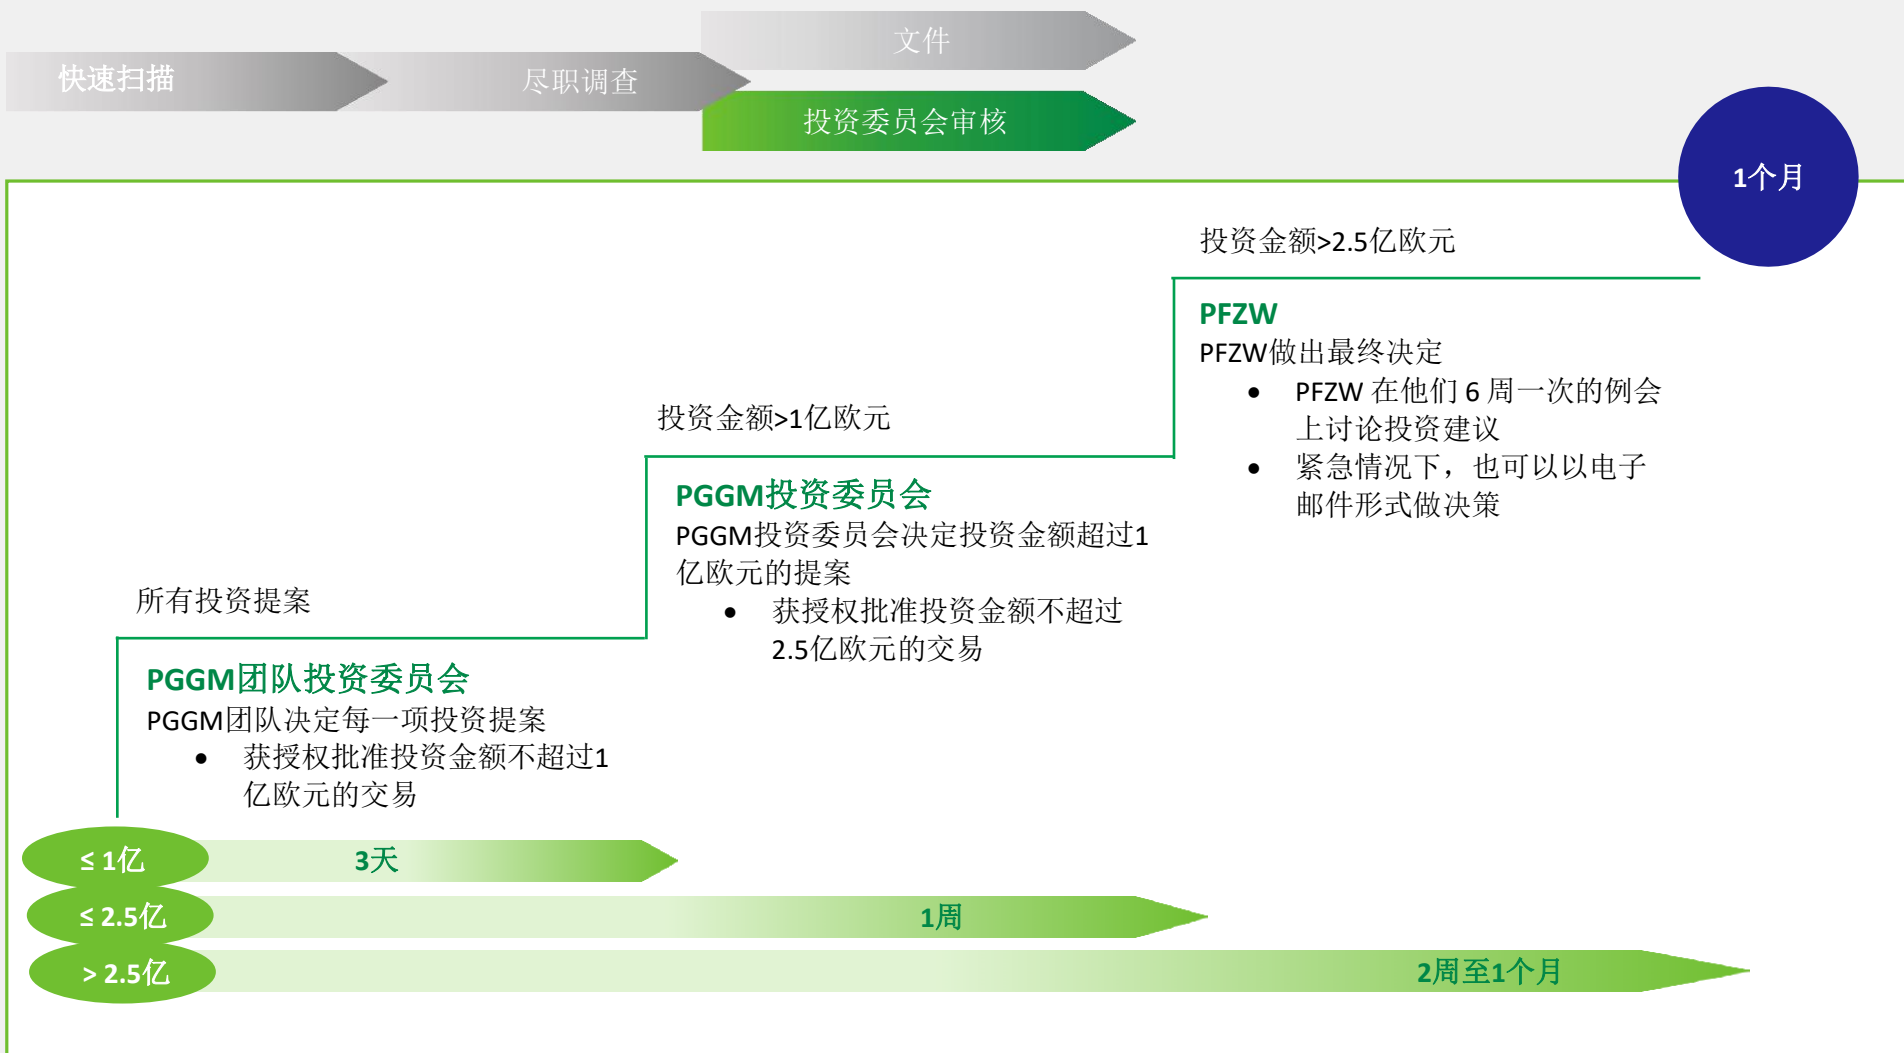 文件
快速扫描
尽职调查
投资委员会审核
1个月
投资金额>2.5亿欧元
PFZW
PFZW做出最终决定
• PFZW 在他们 6 周一次的例会
上讨论投资建议
• 紧急情况下，也可以以电子
邮件形式做决策
投资金额>1亿欧元
PGGM投资委员会
PGGM投资委员会决定投资金额超过1
亿欧元的提案
• 获授权批准投资金额不超过
2.5亿欧元的交易
所有投资提案
PGGM团队投资委员会
PGGM团队决定每一项投资提案
• 获授权批准投资金额不超过1
亿欧元的交易
≤ 1亿
3天
≤ 2.5亿
1周
> 2.5亿
2周至1个月